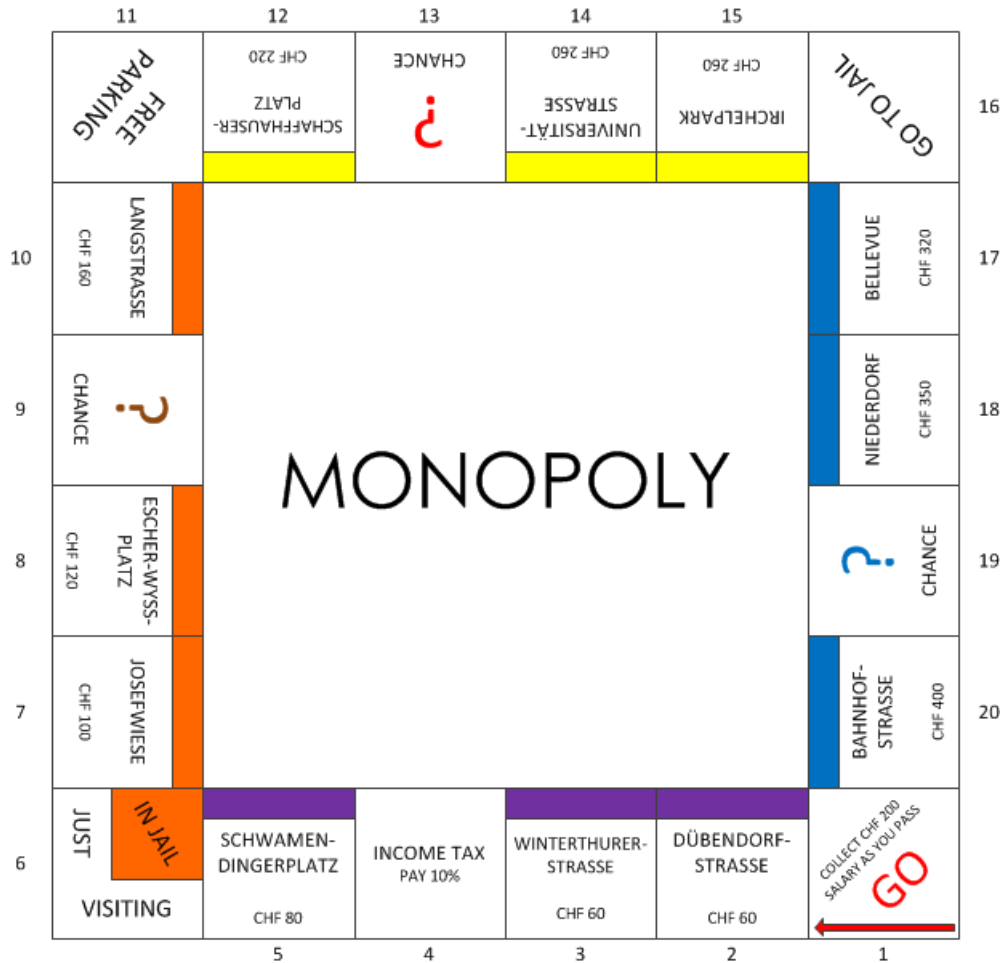 11
12
13
14
15
FREE
PARKING
CHF 220
SCHAFFHAUSER-
PLATZ
CHANCE
?
CHF 260
UNIVERSITÄT-
STRASSE
CHF 260
IRCHELPARK
GO TO JAIL
16
10
LANGSTRASSE
CHF 160
BELLEVUE
CHF 320
17
9
CHANCE
?
NIEDERDORF
CHF 350
18
MONOPOLY
8
ESCHER-WYSS-
PLATZ
CHF 120
?
CHANCE
19
7
JOSEFWIESE
CHF 100
BAHNHOF-
STRASSE
CHF 400
20
6
JUST
VISITING
IN JAIL
SCHWAMEN-
DINGERPLATZ
CHF 80
INCOME TAX
PAY 10%
WINTERTHURER-
STRASSE
CHF 60
DÜBENDORF-
STRASSE
CHF 60
COLLECT CHF 200
SALARY AS YOU PASS
GO
5
4
3
2
1